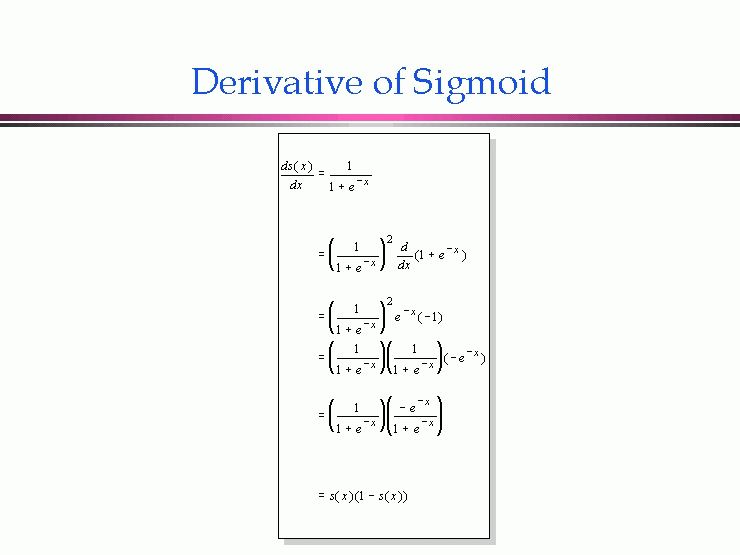 Derivative of Sigmoid
ds(x)/dx = 1/(1 + e^{-x})
= (1/(1 + e^{-x}))^2 d/dx (1 + e^{-x})
= (1/(1 + e^{-x}))^2 e^{-x}(-1)
= (1/(1 + e^{-x}))(1/(1 + e^{-x}))(-e^{-x})
= (1/(1 + e^{-x}))(-e^{-x}/(1 + e^{-x}))
= s(x)(1 - s(x))